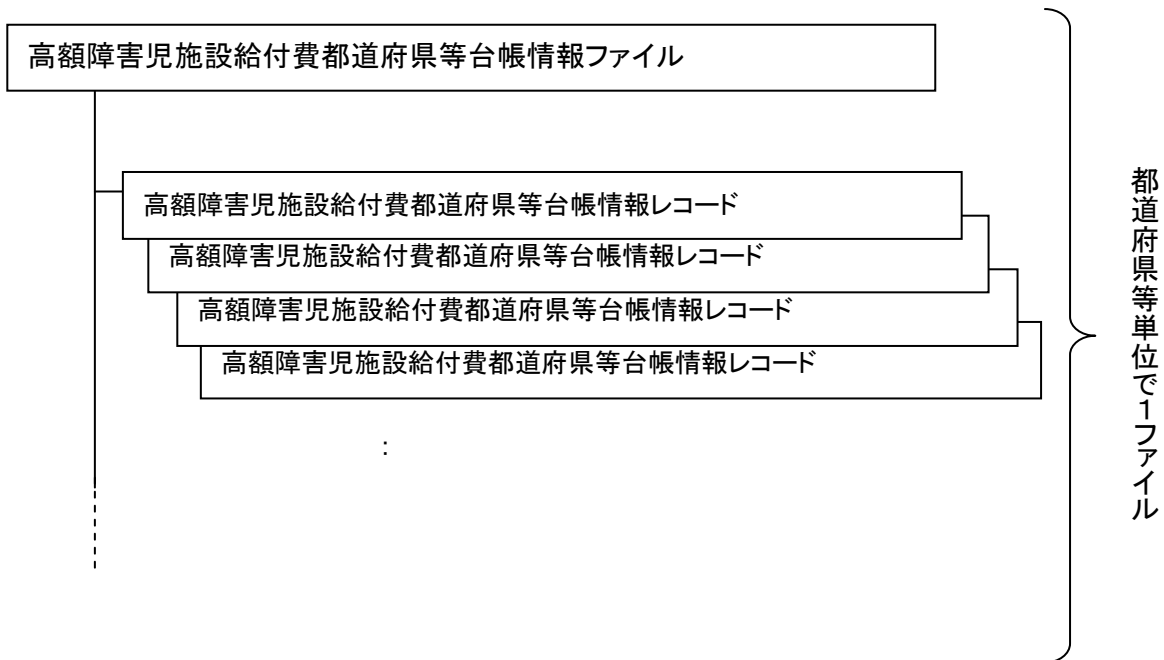 高額障害児施設給付費都道府県等台帳情報ファイル
高額障害児施設給付費都道府県等台帳情報レコード
高額障害児施設給付費都道府県等台帳情報レコード
高額障害児施設給付費都道府県等台帳情報レコード
高額障害児施設給付費都道府県等台帳情報レコード
:
都道府県等単位で1ファイル